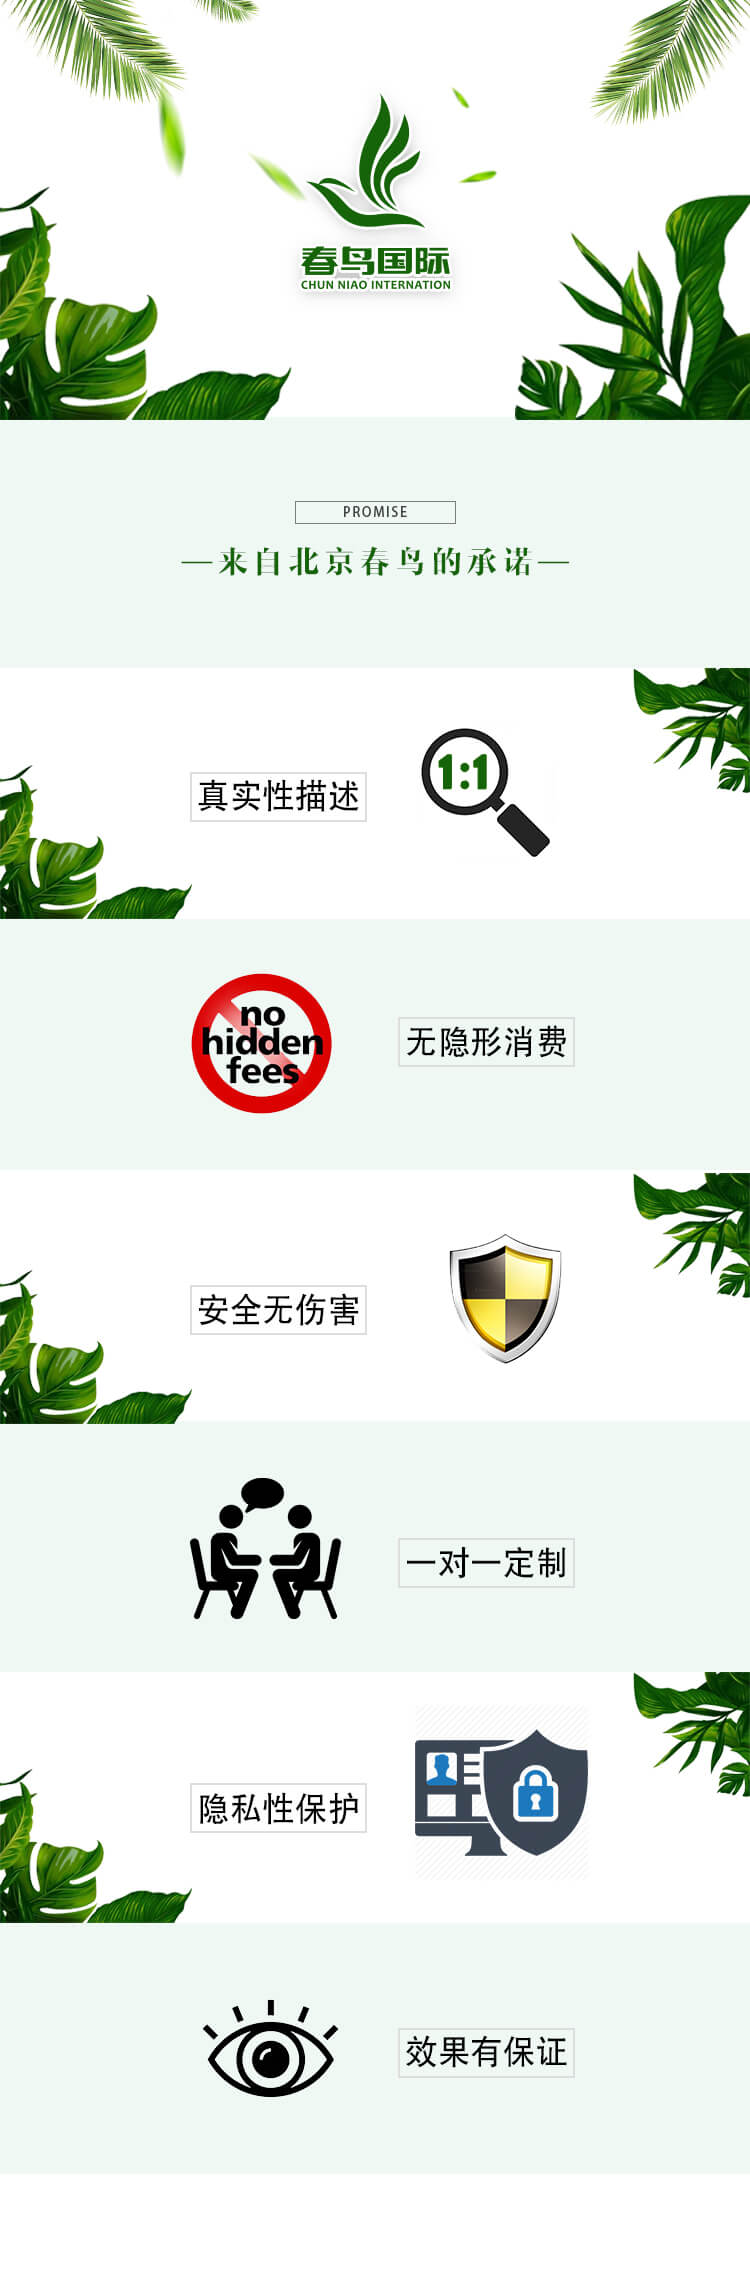 春鸟国际
CHUN NIAO INTERNATION
PROMISE
—来自北京春鸟的承诺—
真实性描述
1:1
no
hidden
fees
无隐形消费
安全无伤害
一对一定制
隐私性保护
效果有保证